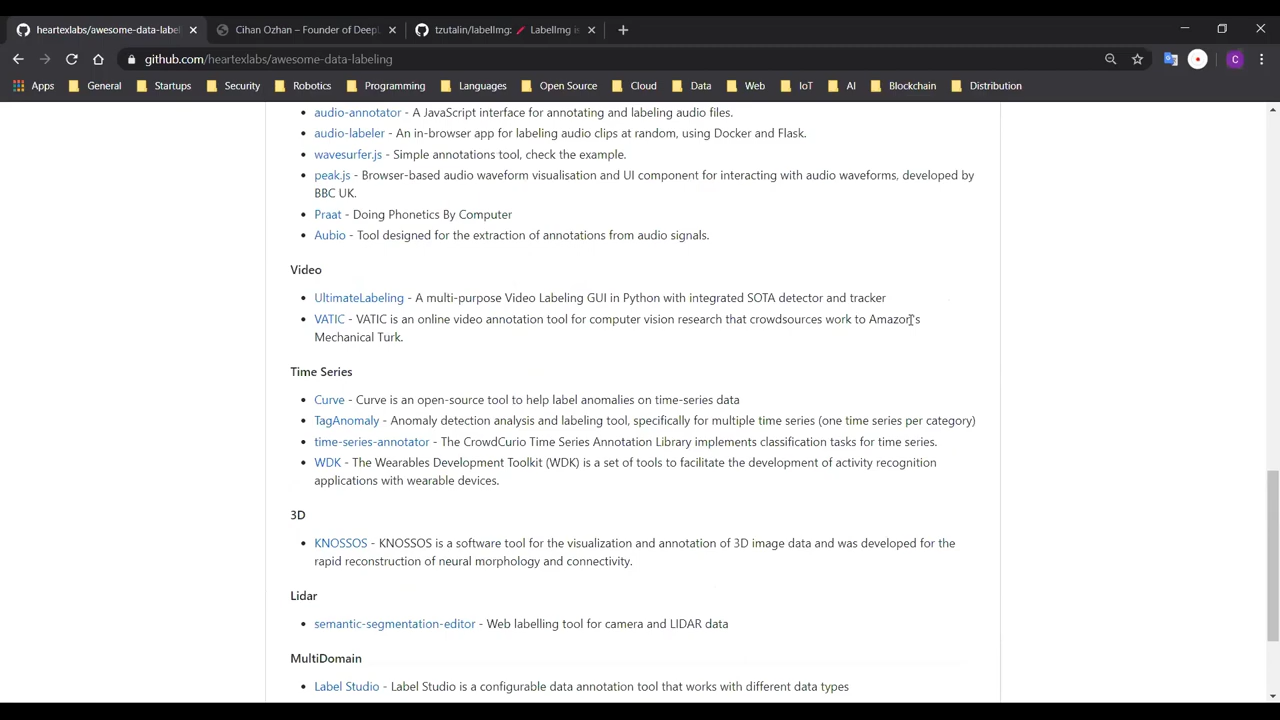 heartexlabs/awesome-data-label
Cihan Ozhan – Founder of DeepL
tzutalin/labelImg: 🖍️ LabelImg is
github.com/heartexlabs/awesome-data-labeling
C
Apps General Startups Security Robotics Programming Languages Open Source Cloud Data Web IoT AI Blockchain Distribution
audio-annotator - A JavaScript interface for annotating and labeling audio files.
audio-labeler - An in-browser app for labeling audio clips at random, using Docker and Flask.
wavesurfer.js - Simple annotations tool, check the example.
peak.js - Browser-based audio waveform visualisation and UI component for interacting with audio waveforms, developed by
BBC UK.
Praat - Doing Phonetics By Computer
Aubio - Tool designed for the extraction of annotations from audio signals.
Video
UltimateLabeling - A multi-purpose Video Labeling GUI in Python with integrated SOTA detector and tracker
VATIC - VATIC is an online video annotation tool for computer vision research that crowdsources work to Amazon's
Mechanical Turk.
Time Series
Curve - Curve is an open-source tool to help label anomalies on time-series data
TagAnomaly - Anomaly detection analysis and labeling tool, specifically for multiple time series (one time series per category)
time-series-annotator - The CrowdCurio Time Series Annotation Library implements classification tasks for time series.
WDK - The Wearables Development Toolkit (WDK) is a set of tools to facilitate the development of activity recognition
applications with wearable devices.
3D
KNOSSOS - KNOSSOS is a software tool for the visualization and annotation of 3D image data and was developed for the
rapid reconstruction of neural morphology and connectivity.
Lidar
semantic-segmentation-editor - Web labelling tool for camera and LIDAR data
MultiDomain
Label Studio - Label Studio is a configurable data annotation tool that works with different data types